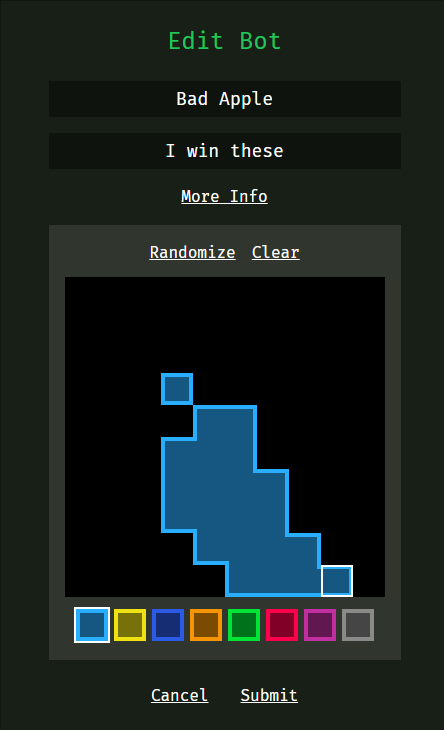 Edit Bot
Bad Apple
I win these
More Info
Randomize Clear
Cancel Submit